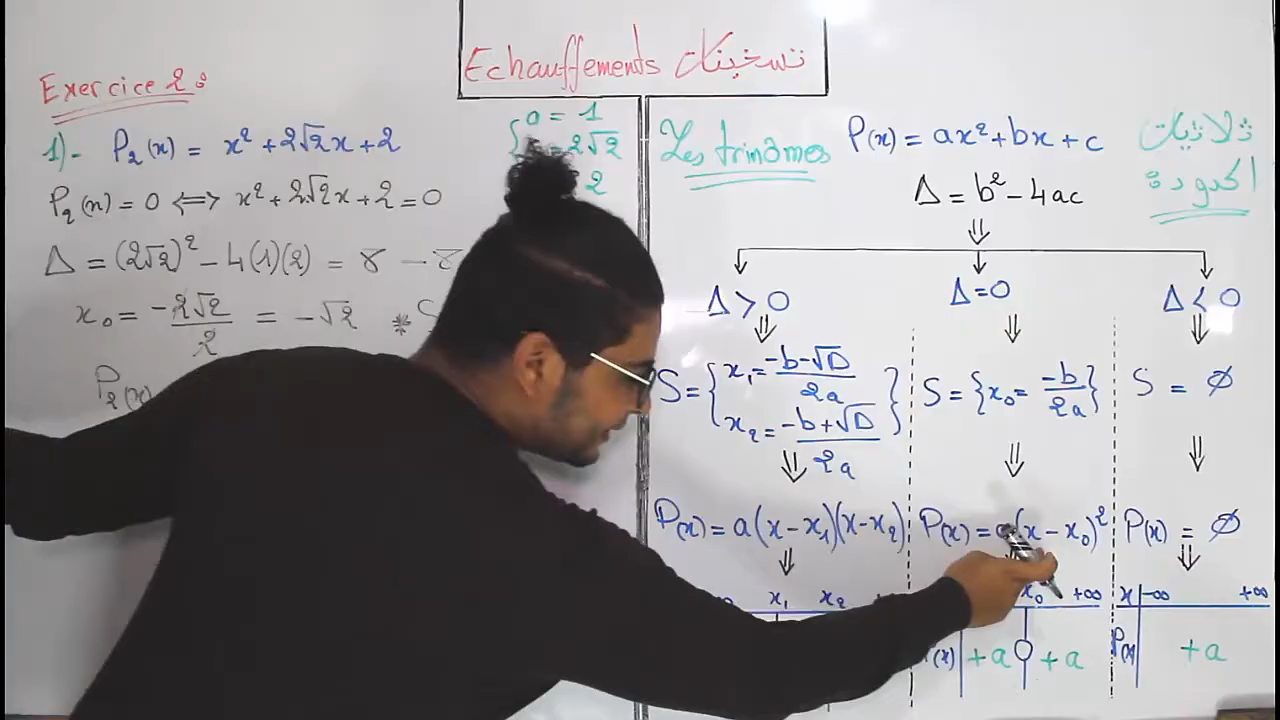 Echauffements تسخينات
Exercice 2 :
1)- P₂(x) = x² + 2√2x + 2
P₂(x) = 0 ⟺ x² + 2√2x + 2 = 0
Δ = (2√2)² - 4(1)(2) = 8 - 8
x₀ = -2√2/2 = -√2 * S
P₂(x)
{ a = 1
= 2√2
2
Les trinômes P(x) = ax² + bx + c ثلاثيات
الحدود
Δ = b² - 4ac
⇓
Δ > 0 Δ = 0 Δ < 0
⇓ ⇓ ⇓
S = { x₁ = (-b - √Δ)/2a
x₂ = (-b + √Δ)/2a }
S = { x₀ = -b/2a }
S = ∅
⇓ ⇓ ⇓
P(x) = a(x - x₁)(x - x₂) P(x) = a(x - x₀)² P(x) = ∅
⇓ ⇓
x₁ x₂
x₀ +∞
(x) + a + a
x -∞ +∞
P(x) + a